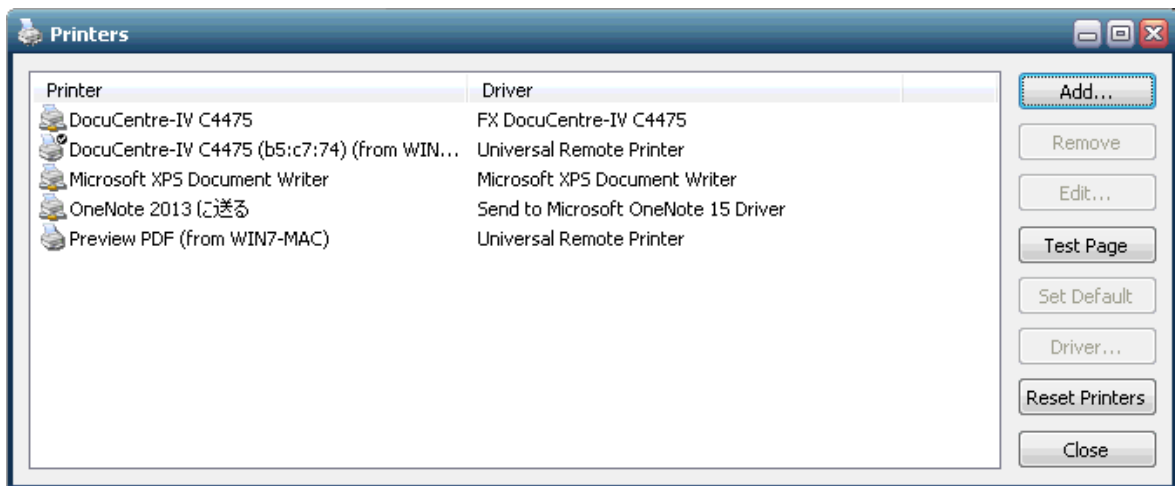 Printers
Printer Driver
DocuCentre-IV C4475 FX DocuCentre-IV C4475
DocuCentre-IV C4475 (b5:c7:74) (from WIN... Universal Remote Printer
Microsoft XPS Document Writer Microsoft XPS Document Writer
OneNote 2013 に送る Send to Microsoft OneNote 15 Driver
Preview PDF (from WIN7-MAC) Universal Remote Printer
Add...
Remove
Edit...
Test Page
Set Default
Driver...
Reset Printers
Close